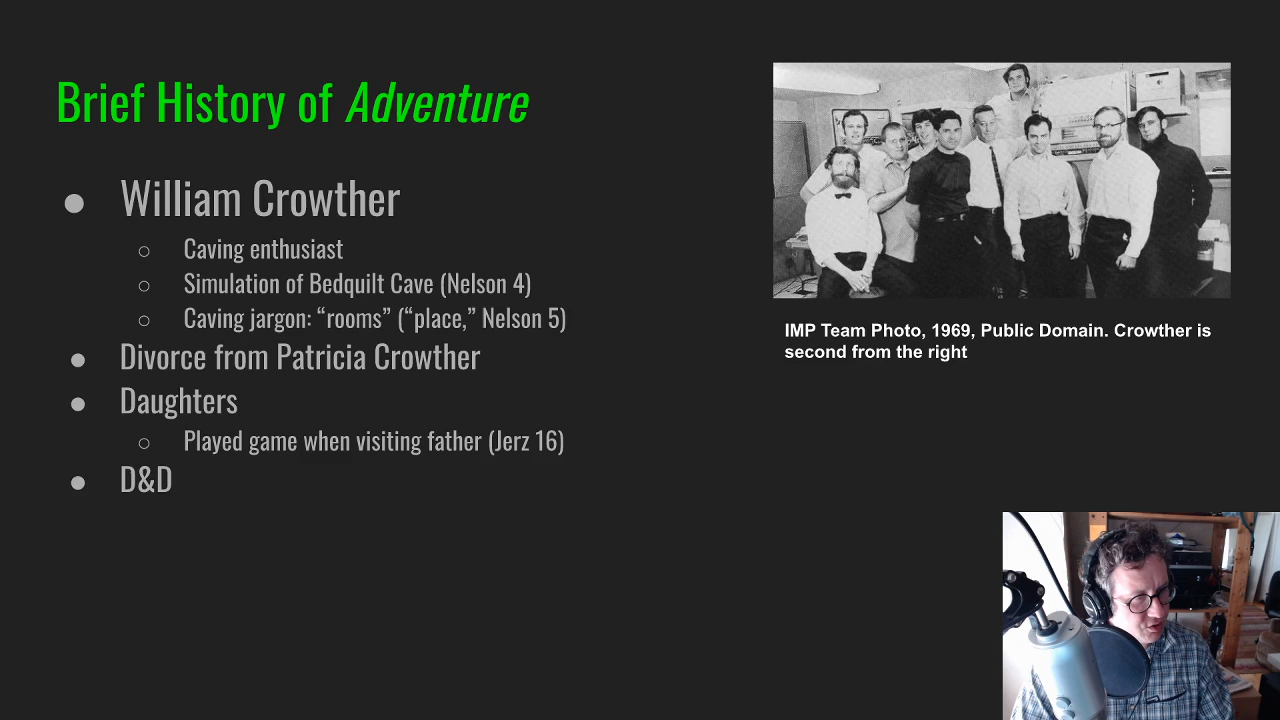 Brief History of Adventure
● William Crowther
○ Caving enthusiast
○ Simulation of Bedquilt Cave (Nelson 4)
○ Caving jargon: “rooms” (“place,” Nelson 5)
● Divorce from Patricia Crowther
● Daughters
○ Played game when visiting father (Jerz 16)
● D&D
IMP Team Photo, 1969, Public Domain. Crowther is
second from the right